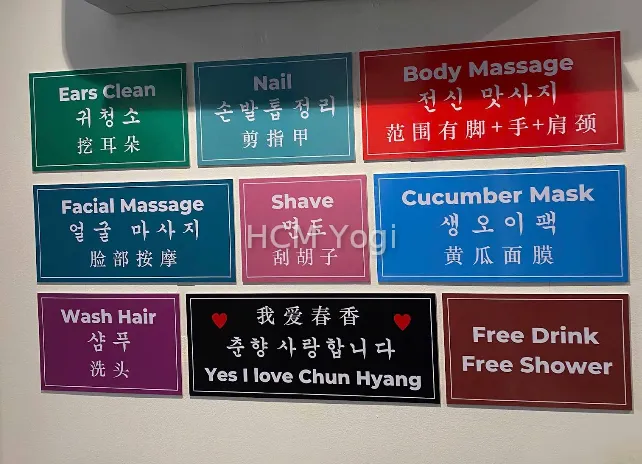 Ears Clean
귀청소
挖耳朵
Nail
손발톱 정리
剪指甲
Body Massage
전신 맛사지
范围有脚+手+肩颈
Facial Massage
얼굴 마사지
脸部按摩
Shave
면도
刮胡子
Cucumber Mask
생오이팩
黄瓜面膜
HCM Yogi
Wash Hair
샴푸
洗头
我爱春香
춘향 사랑합니다
Yes I love Chun Hyang
Free Drink
Free Shower